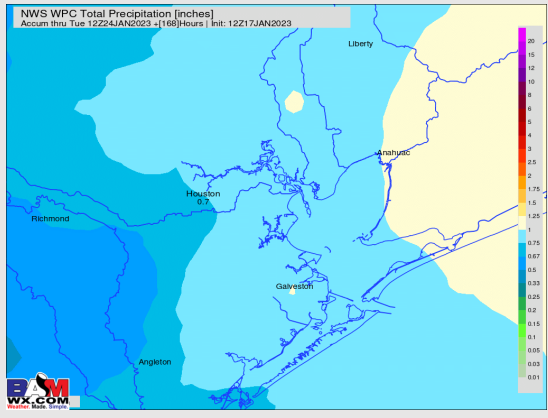 NWS WPC Total Precipitation [inches]
Accum thru Tue 12Z24JAN2023 +[168]Hours | Init: 12Z17JAN2023
Liberty
Anahuac
Houston
0.7
Richmond
Galveston
Angleton
20
15
12
10
8
6
5
4
3
2.5
2
1.75
1.5
1.25
1
0.75
0.67
0.5
0.33
0.25
0.2
0.15
0.1
0.05
0.03
0.01
BAM
WX.COM
Weather. Made. Simple.